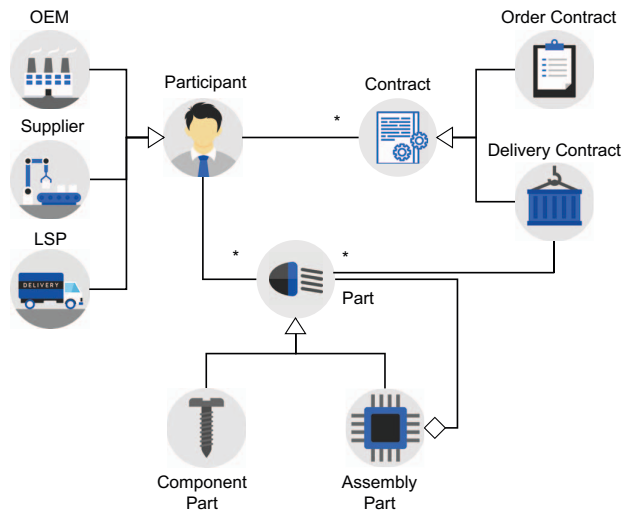 OEM
Order Contract
Participant
Contract
*
Supplier
Delivery Contract
LSP
DELIVERY
*
*
Part
Component
Part
Assembly
Part